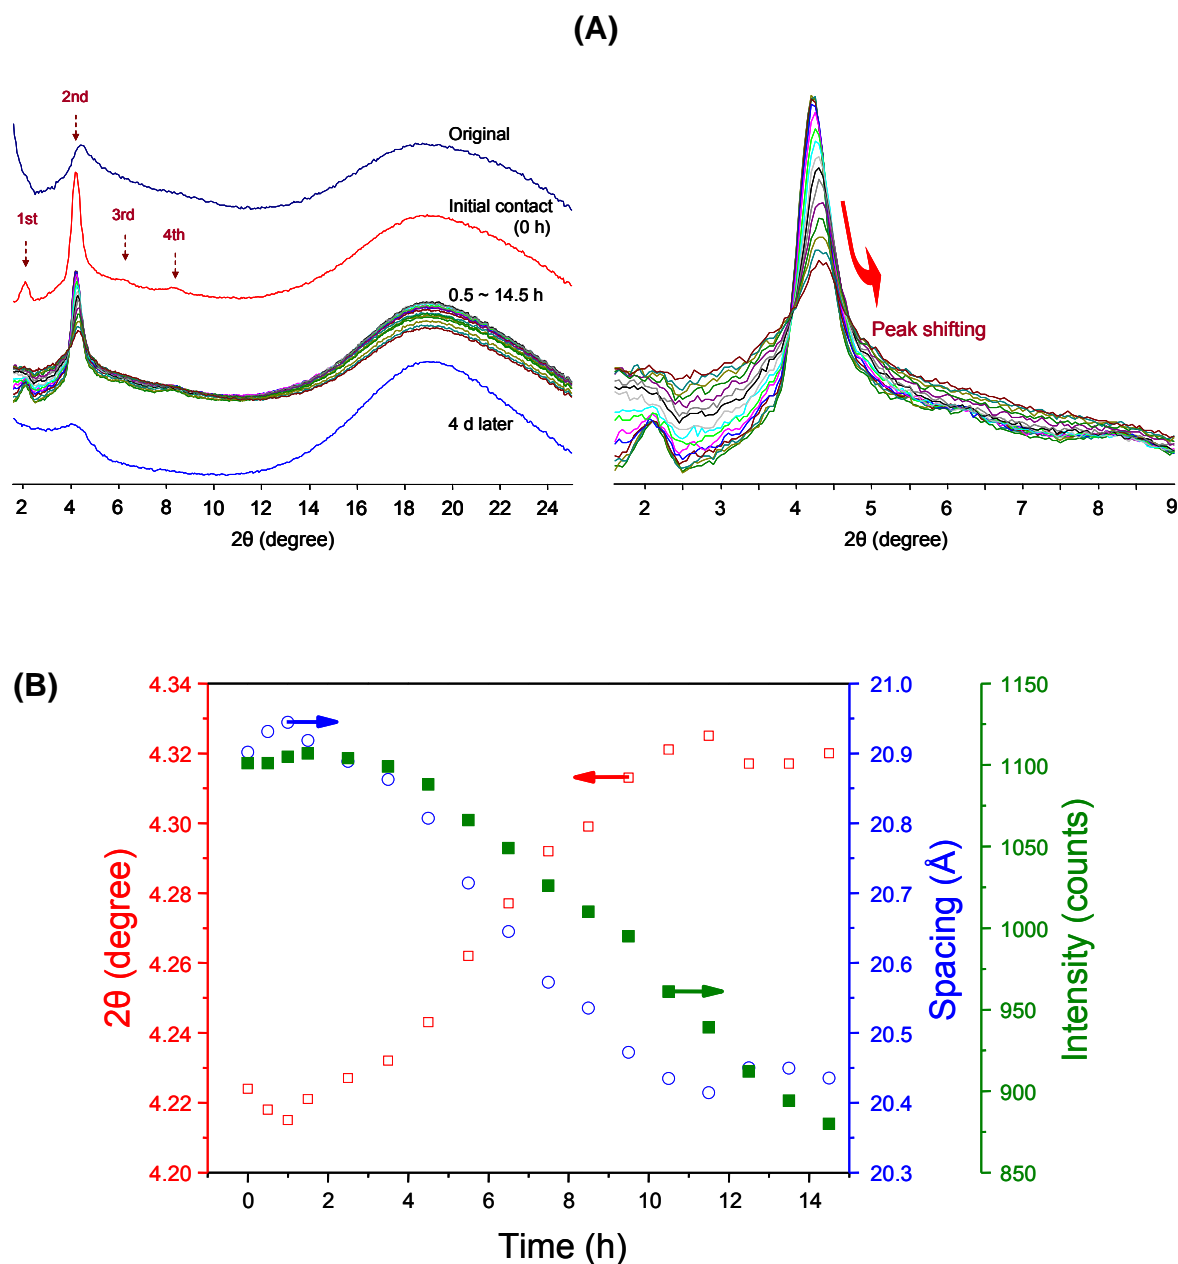 (A)
2nd
Original
1st
3rd
4th
Initial contact
(0 h)
0.5 ~ 14.5 h
4 d later
2 4 6 8 10 12 14 16 18 20 22 24
2θ (degree)
Peak shifting
2 3 4 5 6 7 8 9
2θ (degree)
(B)
4.34
4.32
4.30
4.28
4.26
4.24
4.22
4.20
2θ (degree)
21.0
20.9
20.8
20.7
20.6
20.5
20.4
20.3
Spacing (Å)
1150
1100
1050
1000
950
900
850
Intensity (counts)
0 2 4 6 8 10 12 14
Time (h)